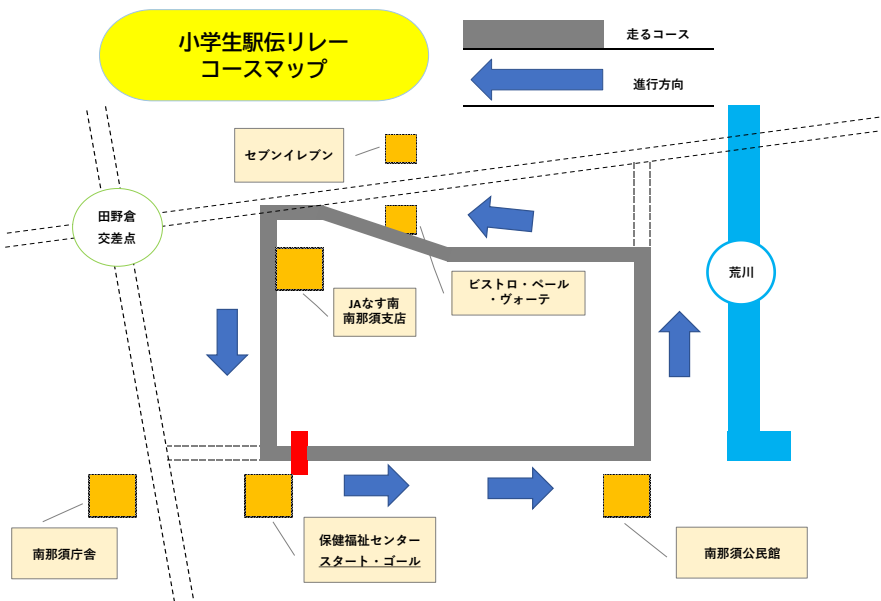 小学生駅伝リレー
コースマップ
走るコース
進行方向
セブンイレブン
田野倉
交差点
荒川
ビストロ・ペール
・ヴォーテ
JAなす南
南那須支店
南那須庁舎
保健福祉センター
スタート・ゴール
南那須公民館